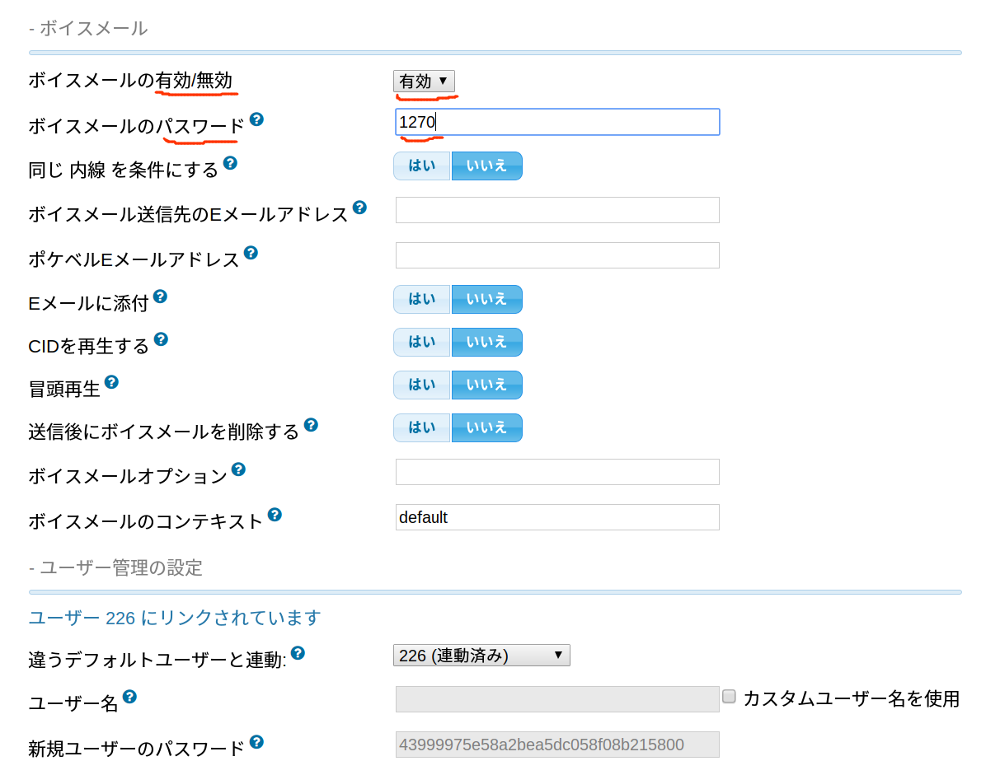 - ボイスメール
ボイスメールの有効/無効 有効 ▼
ボイスメールのパスワード ? 1270
同じ 内線 を条件にする ? はい いいえ
ボイスメール送信先のEメールアドレス ?
ポケベルEメールアドレス ?
Eメールに添付 ? はい いいえ
CIDを再生する ? はい いいえ
冒頭再生 ? はい いいえ
送信後にボイスメールを削除する ? はい いいえ
ボイスメールオプション ?
ボイスメールのコンテキスト ? default
- ユーザー管理の設定
ユーザー 226 にリンクされています
違うデフォルトユーザーと連動: ? 226 (連動済み) ▼
ユーザー名 ? カスタムユーザー名を使用
新規ユーザーのパスワード ? 43999975e58a2bea5dc058f08b215800